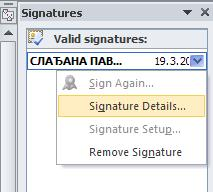 Signatures
Valid signatures:
СЛАЂАНА ПАВ... 19.3.20
Sign Again...
Signature Details...
Signature Setup...
Remove Signature